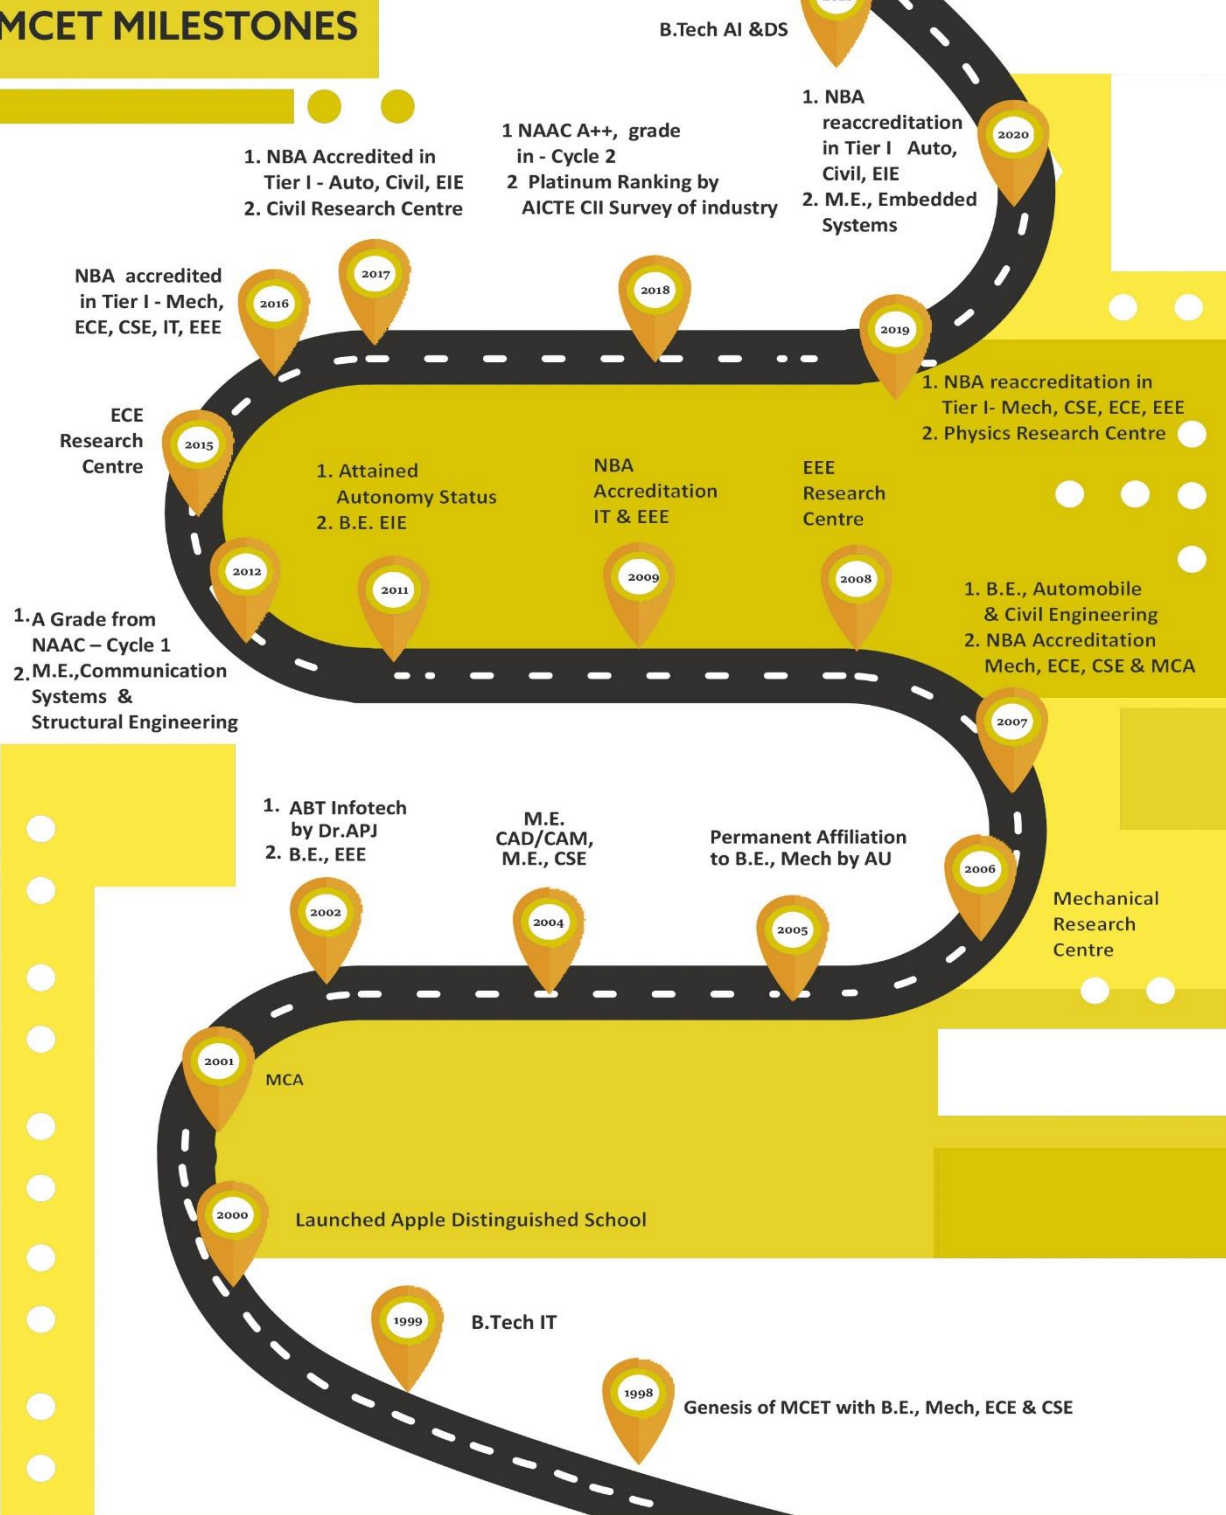 MCET MILESTONES
B.Tech AI &DS
1. NBA
reaccreditation
in Tier I Auto,
Civil, EIE
2. M.E., Embedded
Systems
2020
1 NAAC A++, grade
in - Cycle 2
2 Platinum Ranking by
AICTE CII Survey of industry
1. NBA Accredited in
Tier I - Auto, Civil, EIE
2. Civil Research Centre
NBA accredited
in Tier I - Mech,
ECE, CSE, IT, EEE
2016
2017
2018
2019
1. NBA reaccreditation in
Tier I- Mech, CSE, ECE, EEE
2. Physics Research Centre
ECE
Research
Centre
2015
1. Attained
Autonomy Status
2. B.E. EIE
NBA
Accreditation
IT & EEE
EEE
Research
Centre
2012
2011
2009
2008
1. B.E., Automobile
& Civil Engineering
2. NBA Accreditation
Mech, ECE, CSE & MCA
1.A Grade from
NAAC – Cycle 1
2.M.E.,Communication
Systems &
Structural Engineering
2007
1. ABT Infotech
by Dr.APJ
2. B.E., EEE
M.E.
CAD/CAM,
M.E., CSE
Permanent Affiliation
to B.E., Mech by AU
2006
2002
2004
2005
Mechanical
Research
Centre
2001
MCA
2000
Launched Apple Distinguished School
1999
B.Tech IT
1998
Genesis of MCET with B.E., Mech, ECE & CSE